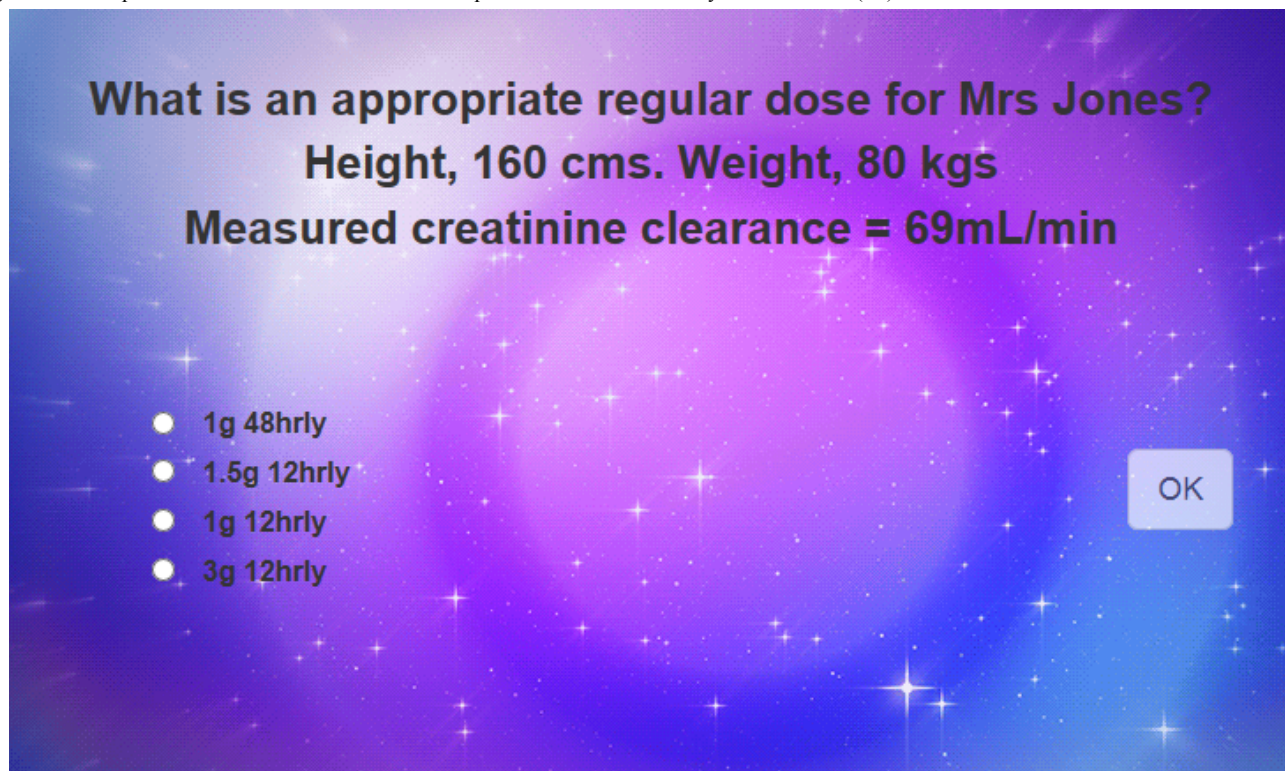 What is an appropriate regular dose for Mrs Jones?
Height, 160 cms. Weight, 80 kgs
Measured creatinine clearance = 69mL/min
1g 48hrly
1.5g 12hrly
1g 12hrly
3g 12hrly
OK